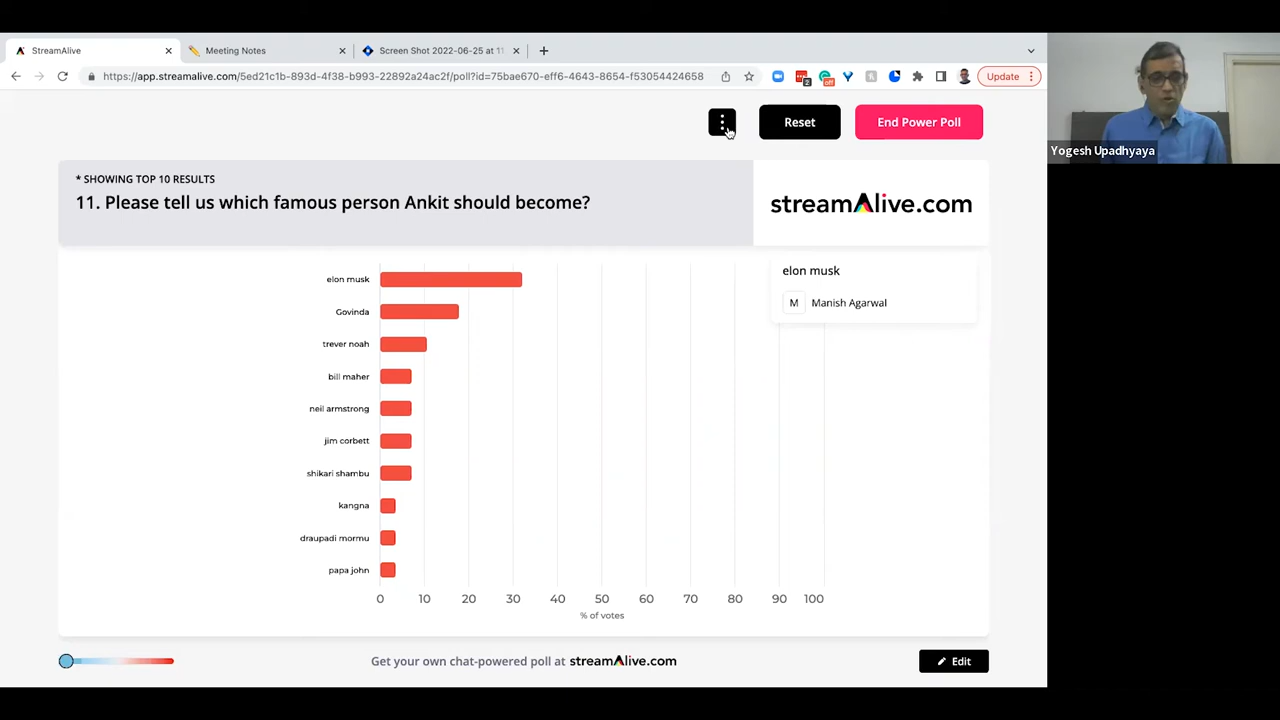 StreamAlive
Meeting Notes
Screen Shot 2022-06-25 at 11
https://app.streamalive.com/5ed21c1b-893d-4f38-b993-22892a24ac2f/poll?id=75bae670-eff6-4643-8654-f53054424658
2
off
Update
Reset
End Power Poll
* SHOWING TOP 10 RESULTS
11. Please tell us which famous person Ankit should become?
streamAlive.com
elon musk
Govinda
trever noah
bill maher
neil armstrong
jim corbett
shikari shambu
kangna
draupadi mormu
papa john
0 10 20 30 40 50 60 70 80 90 100
% of votes
elon musk
M Manish Agarwal
Get your own chat-powered poll at streamAlive.com
Edit
Yogesh Upadhyaya